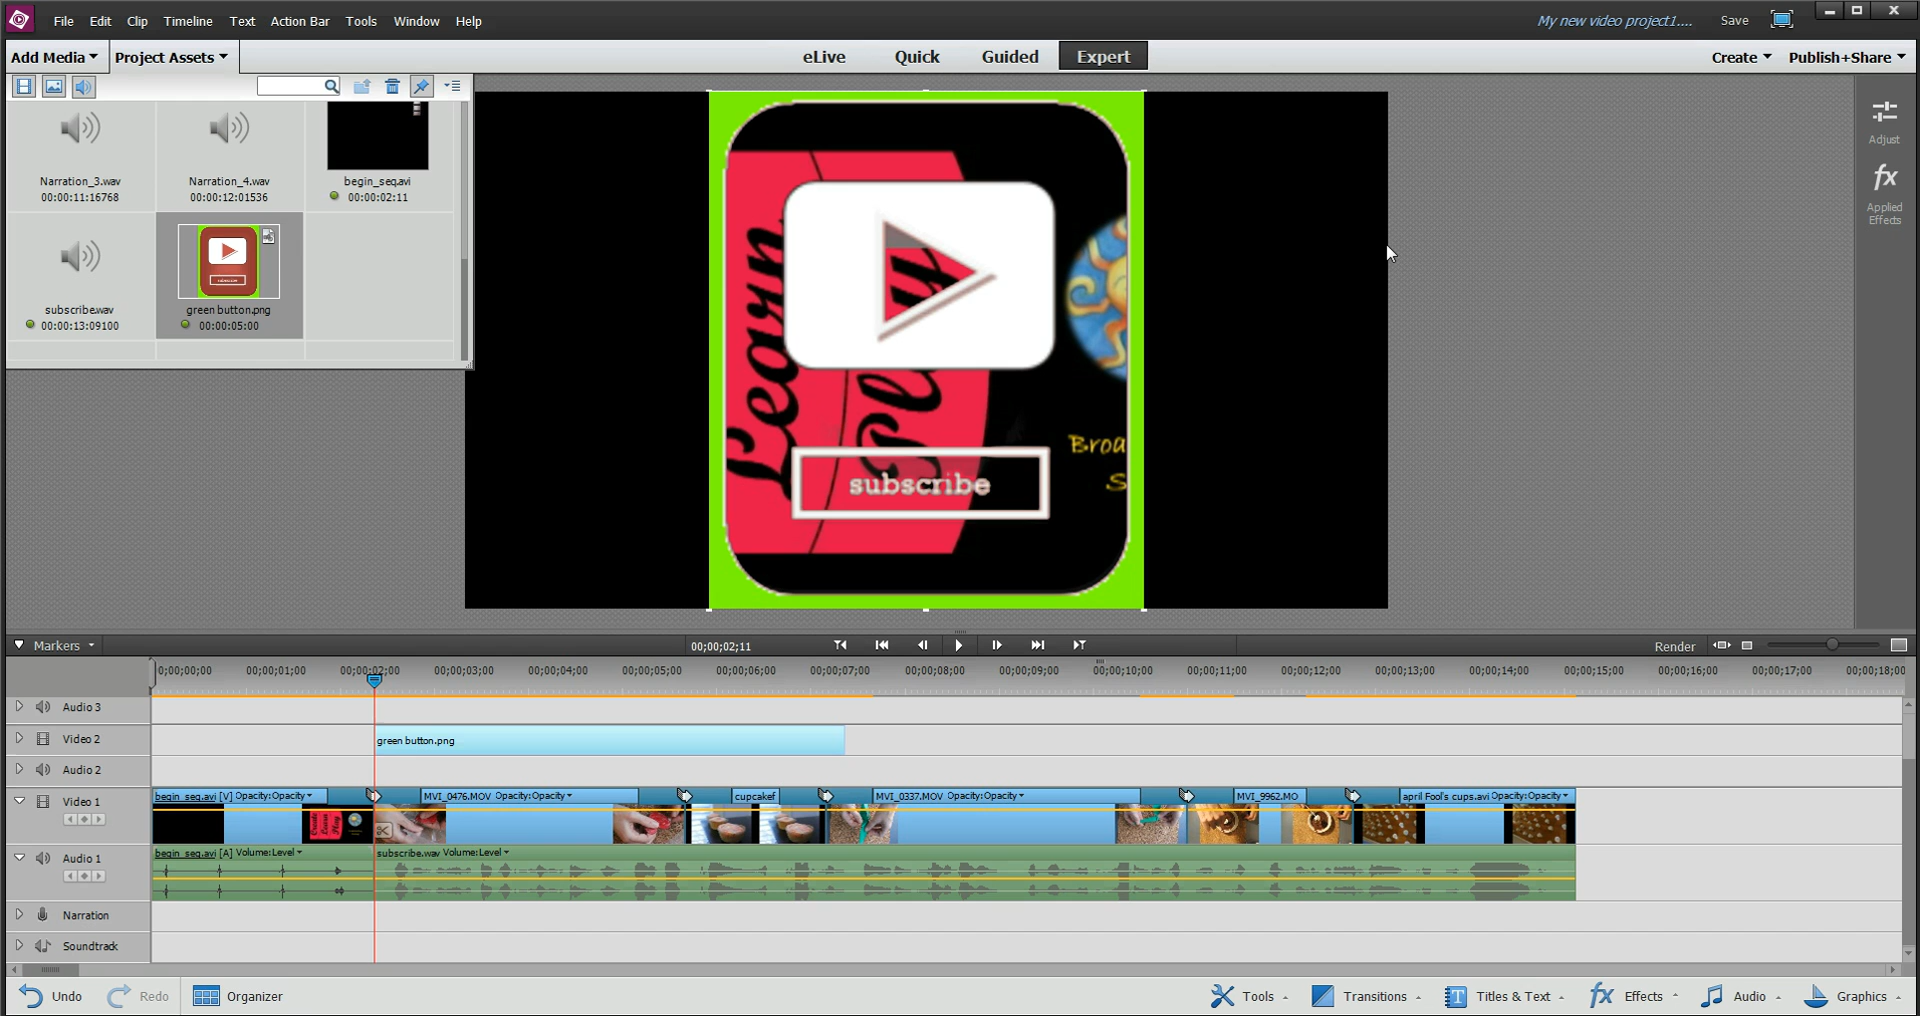 File Edit Clip Timeline Text Action Bar Tools Window Help
My new video project1.... Save
Add Media Project Assets
eLive Quick Guided Expert
Create Publish+Share
Adjust
fx
Applied
Effects
Narration_3.wav
00:00:11:16768
Narration_4.wav
00:00:12:01536
begin_seq.avi
00:00:02:11
subscribe.wav
00:00:13:09100
green button.png
00:00:05:00
Learn
Broa
S
subscribe
Markers
00;00;02;11
Render
0;00;00;00 00;00;01;00 00;00;02;00 00;00;03;00 00;00;04;00 00;00;05;00 00;00;06;00 00;00;07;00 00;00;08;00 00;00;09;00 00;00;10;00 00;00;11;00 00;00;12;00 00;00;13;00 00;00;14;00 00;00;15;00 00;00;16;00 00;00;17;00 00;00;18;00
Audio 3
Video 2
green button.png
Audio 2
Video 1
begin_seq.avi [V] Opacity:Opacity MVI_0476.MOV Opacity:Opacity cupcakef MVI_0337.MOV Opacity:Opacity MVI_9962.MO april Fool's cups.avi Opacity:Opacity
Audio 1
begin_seq.avi [A] Volume:Level subscribe.wav Volume:Level
Narration
Soundtrack
Undo Redo Organizer
Tools Transitions Titles & Text fx Effects Audio Graphics